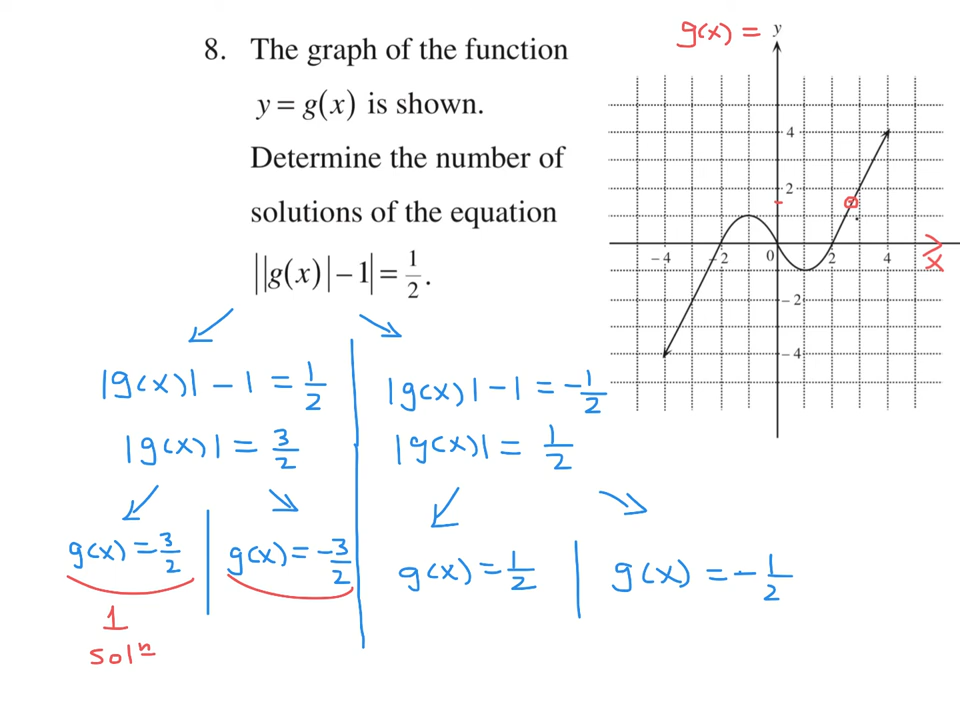 8. The graph of the function
y = g(x) is shown.
Determine the number of
solutions of the equation
||g(x)| − 1| = 1/2.
g(x) = y
4
2
−4
−2
0
2
4
x
−2
−4
|g(x)| − 1 = 1/2
|g(x)| − 1 = −1/2
|g(x)| = 3/2
|g(x)| = 1/2
g(x) = 3/2
g(x) = −3/2
g(x) = 1/2
g(x) = −1/2
1
solⁿ